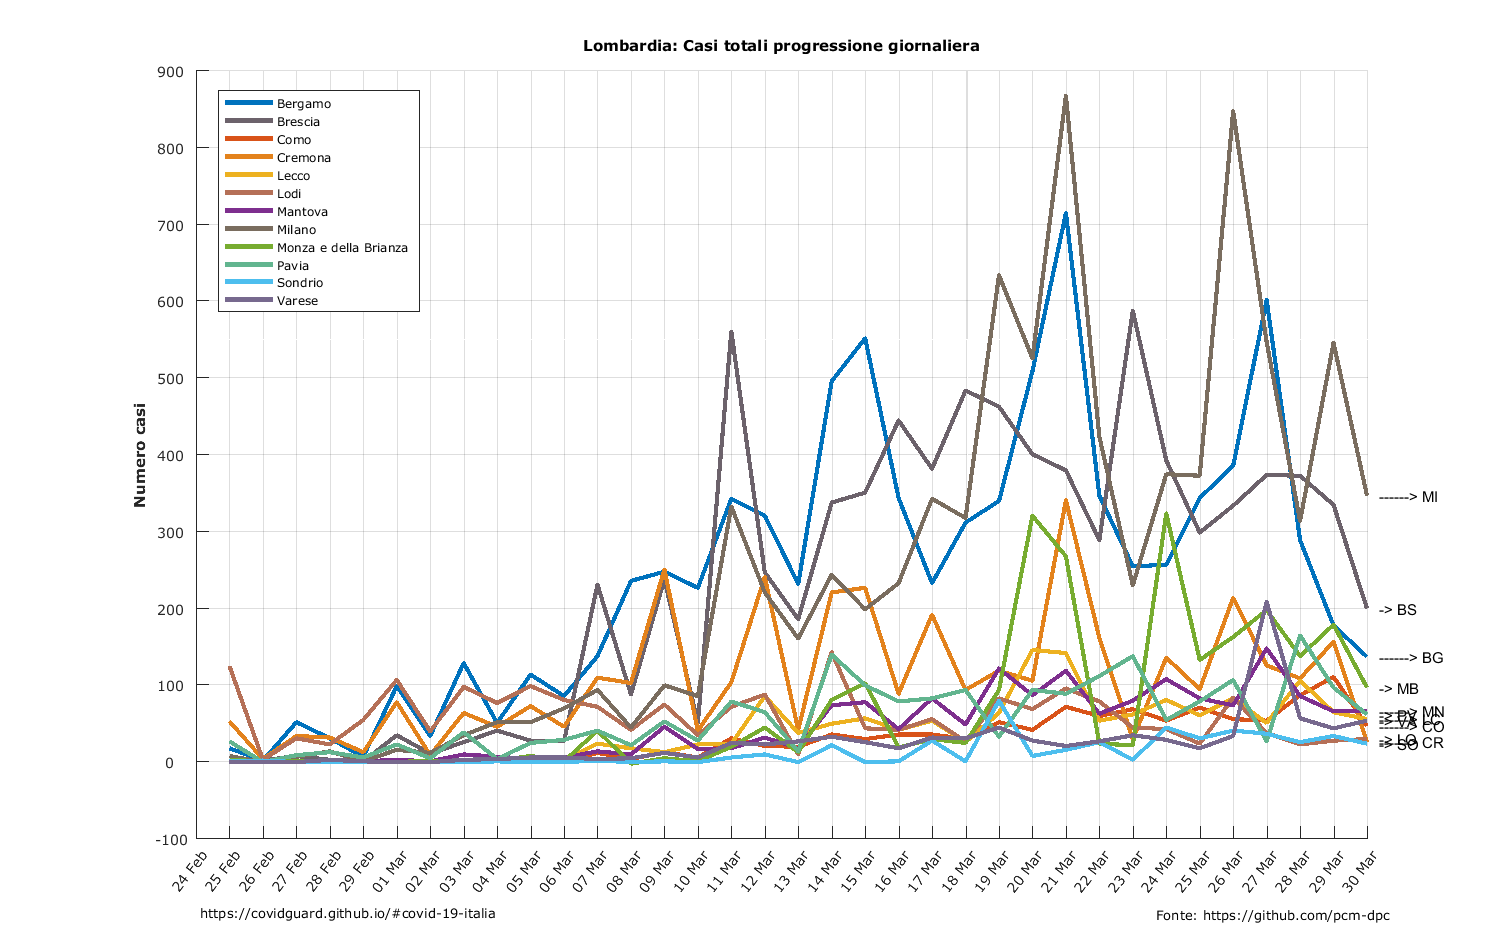 Lombardia: Casi totali progressione giornaliera
900
800
700
600
500
400
300
200
100
0
-100
Numero casi
Bergamo
Brescia
Como
Cremona
Lecco
Lodi
Mantova
Milano
Monza e della Brianza
Pavia
Sondrio
Varese
------> MI
-> BS
------> BG
-> MB
------> MN
------> CO
-> LO
------> CR
-> SO
24 Feb
25 Feb
26 Feb
27 Feb
28 Feb
29 Feb
01 Mar
02 Mar
03 Mar
04 Mar
05 Mar
06 Mar
07 Mar
08 Mar
09 Mar
10 Mar
11 Mar
12 Mar
13 Mar
14 Mar
15 Mar
16 Mar
17 Mar
18 Mar
19 Mar
20 Mar
21 Mar
22 Mar
23 Mar
24 Mar
25 Mar
26 Mar
27 Mar
28 Mar
29 Mar
30 Mar
https://covidguard.github.io/#covid-19-italia
Fonte: https://github.com/pcm-dpc